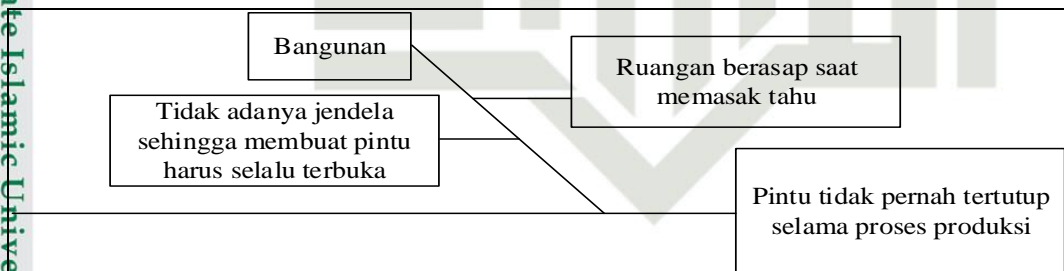 Bangunan
Ruangan berasap saat
memasak tahu
Tidak adanya jendela
sehingga membuat pintu
harus selalu terbuka
Pintu tidak pernah tertutup
selama proses produksi
Islamic